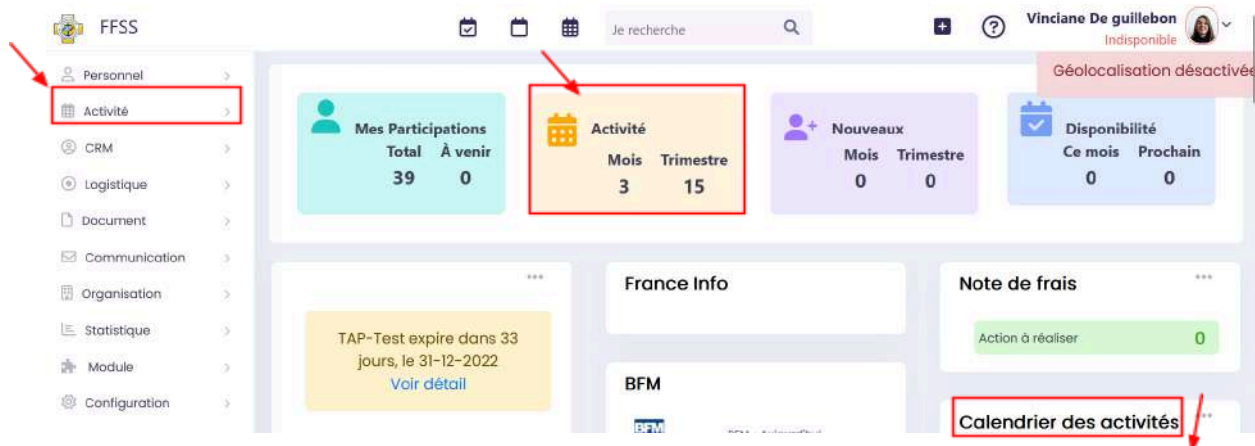 FFSS
Je recherche
Vinciane De guillebon
Indisponible
Géolocalisation désactivée
Personnel
Activité
CRM
Logistique
Document
Communication
Organisation
Statistique
Module
Configuration
Mes Participations
Total À venir
39 0
Activité
Mois Trimestre
3 15
Nouveaux
Mois Trimestre
0 0
Disponibilité
Ce mois Prochain
0 0
TAP-Test expire dans 33
jours, le 31-12-2022
Voir détail
France Info
BFM
BFM
Note de frais
Action à réaliser 0
Calendrier des activités